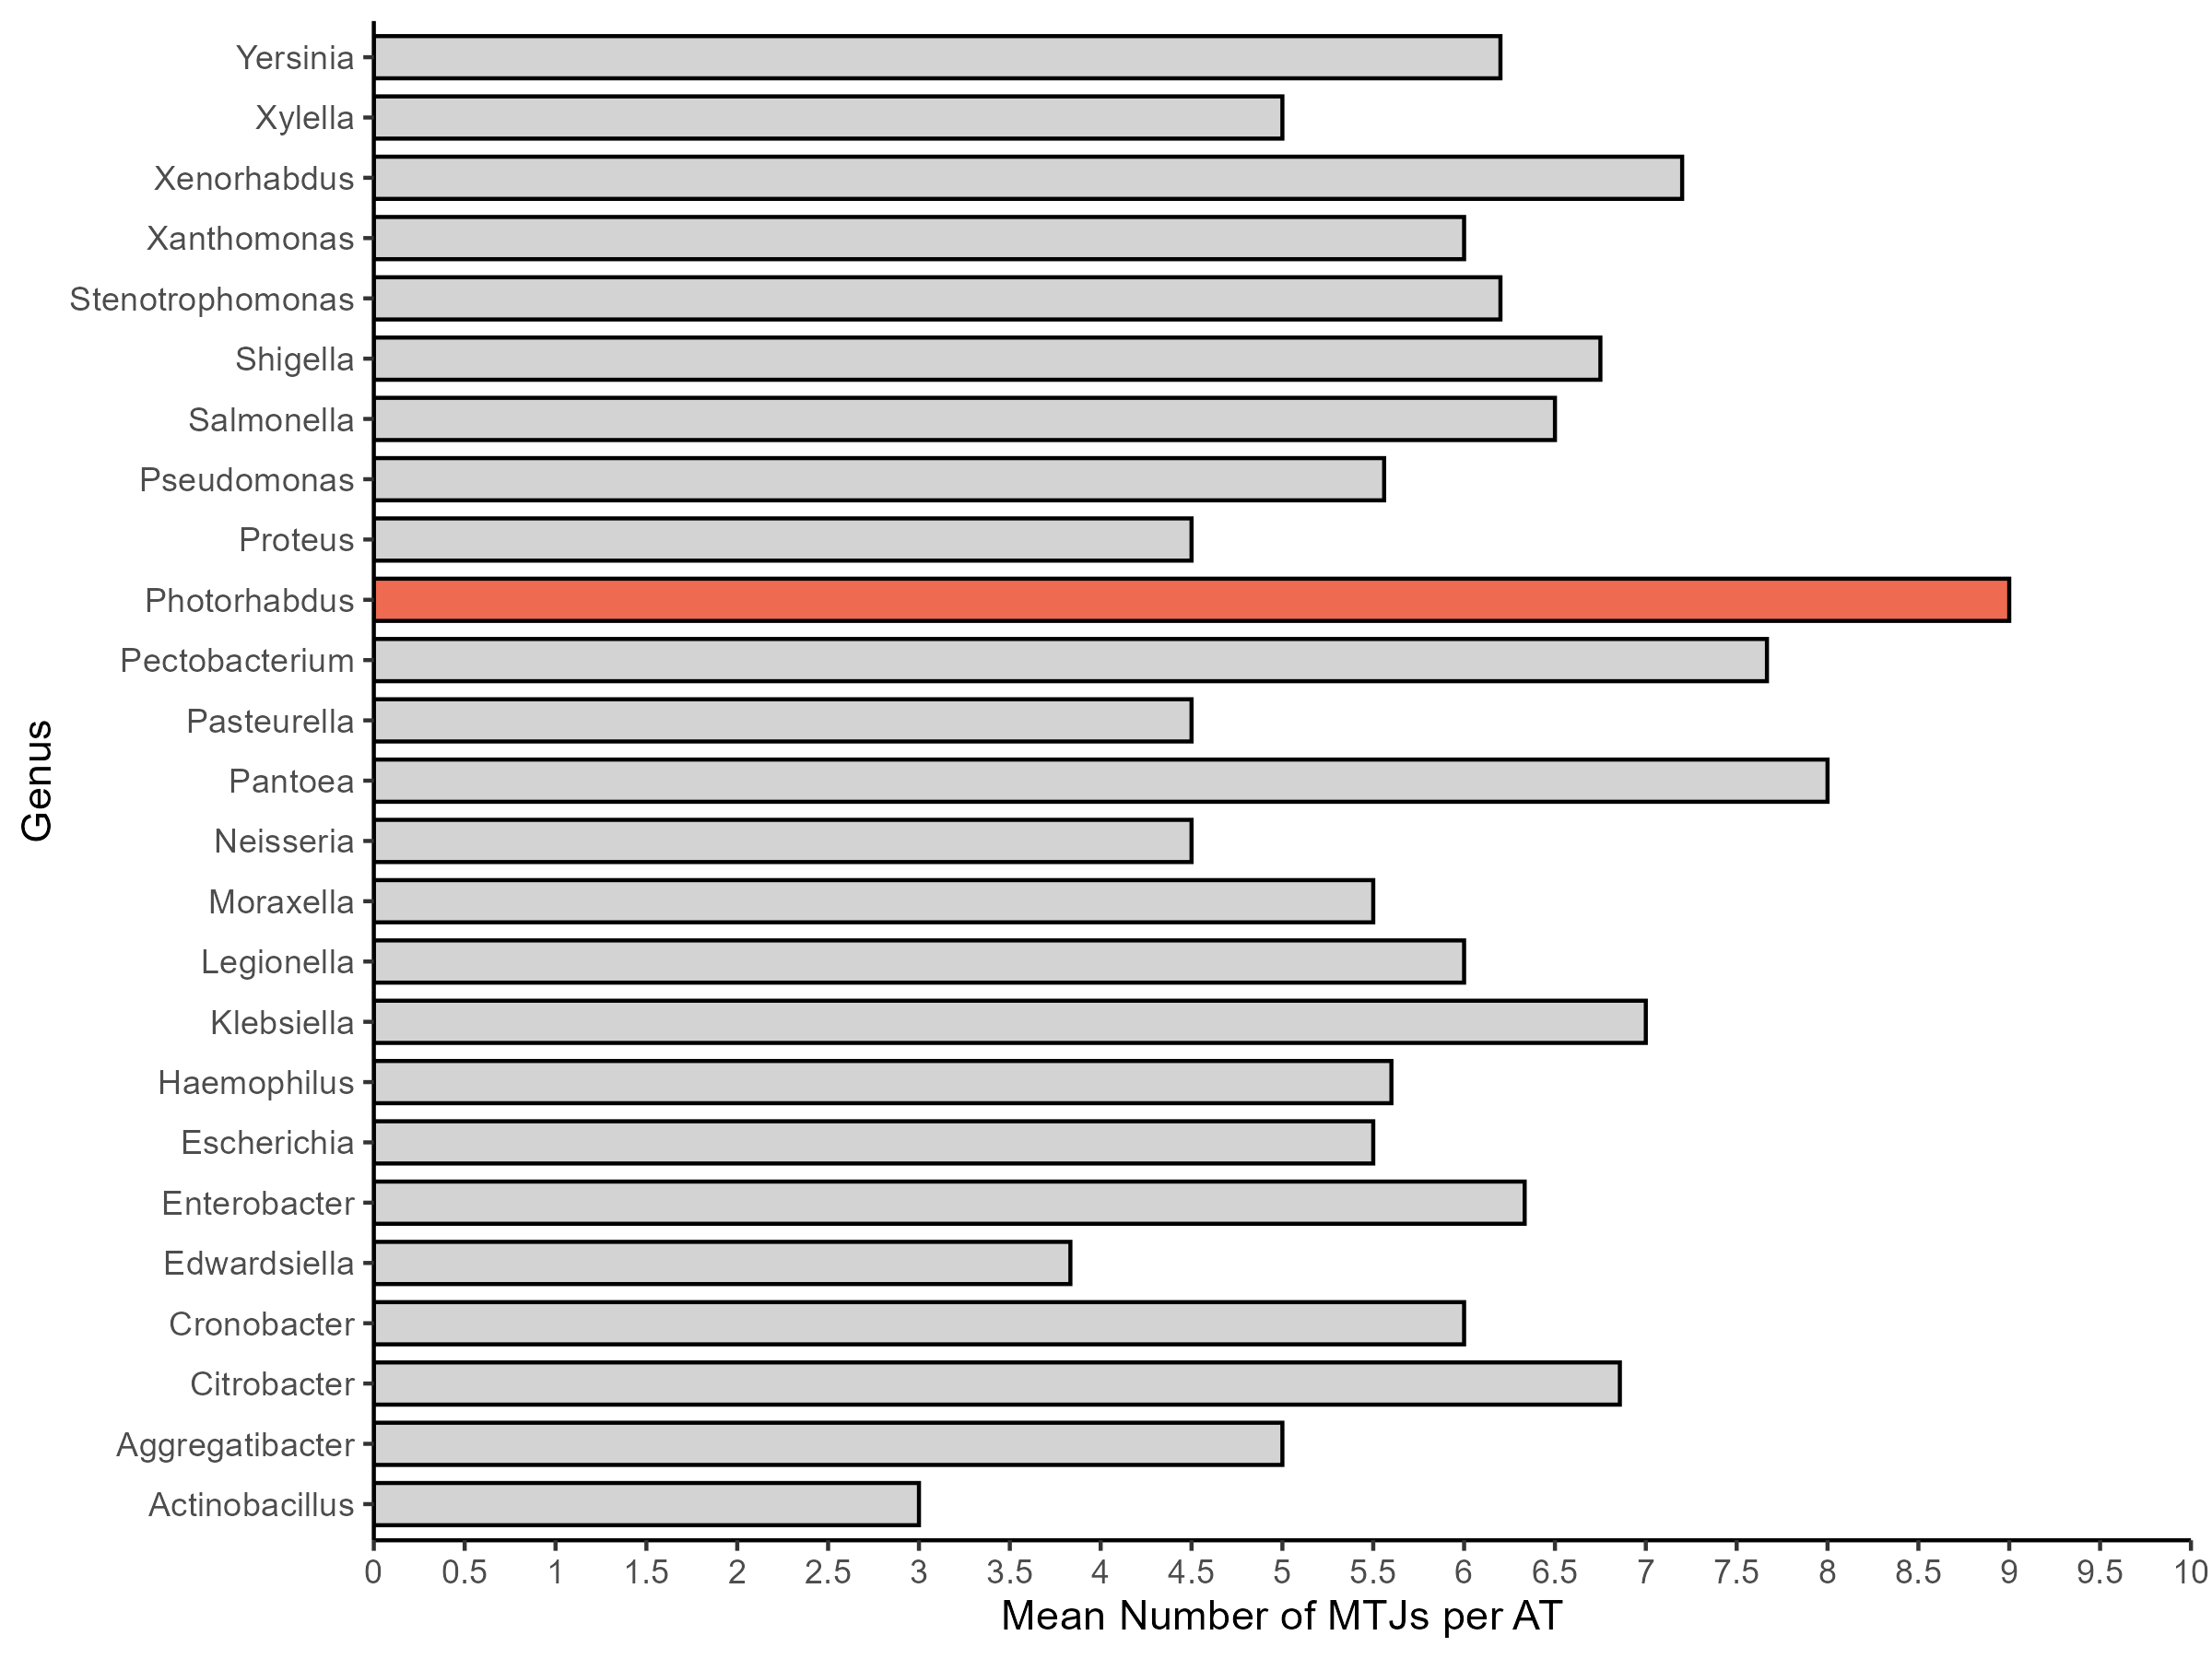 Yersinia
Xylella
Xenorhabdus
Xanthomonas
Stenotrophomonas
Shigella
Salmonella
Pseudomonas
Proteus
Photorhabdus
Pectobacterium
Pasteurella
Pantoea
Neisseria
Moraxella
Legionella
Klebsiella
Haemophilus
Escherichia
Enterobacter
Edwardsiella
Cronobacter
Citrobacter
Aggregatibacter
Actinobacillus
Genus
0 0.5 1 1.5 2 2.5 3 3.5 4 4.5 5 5.5 6 6.5 7 7.5 8 8.5 9 9.5 10
Mean Number of MTJs per AT